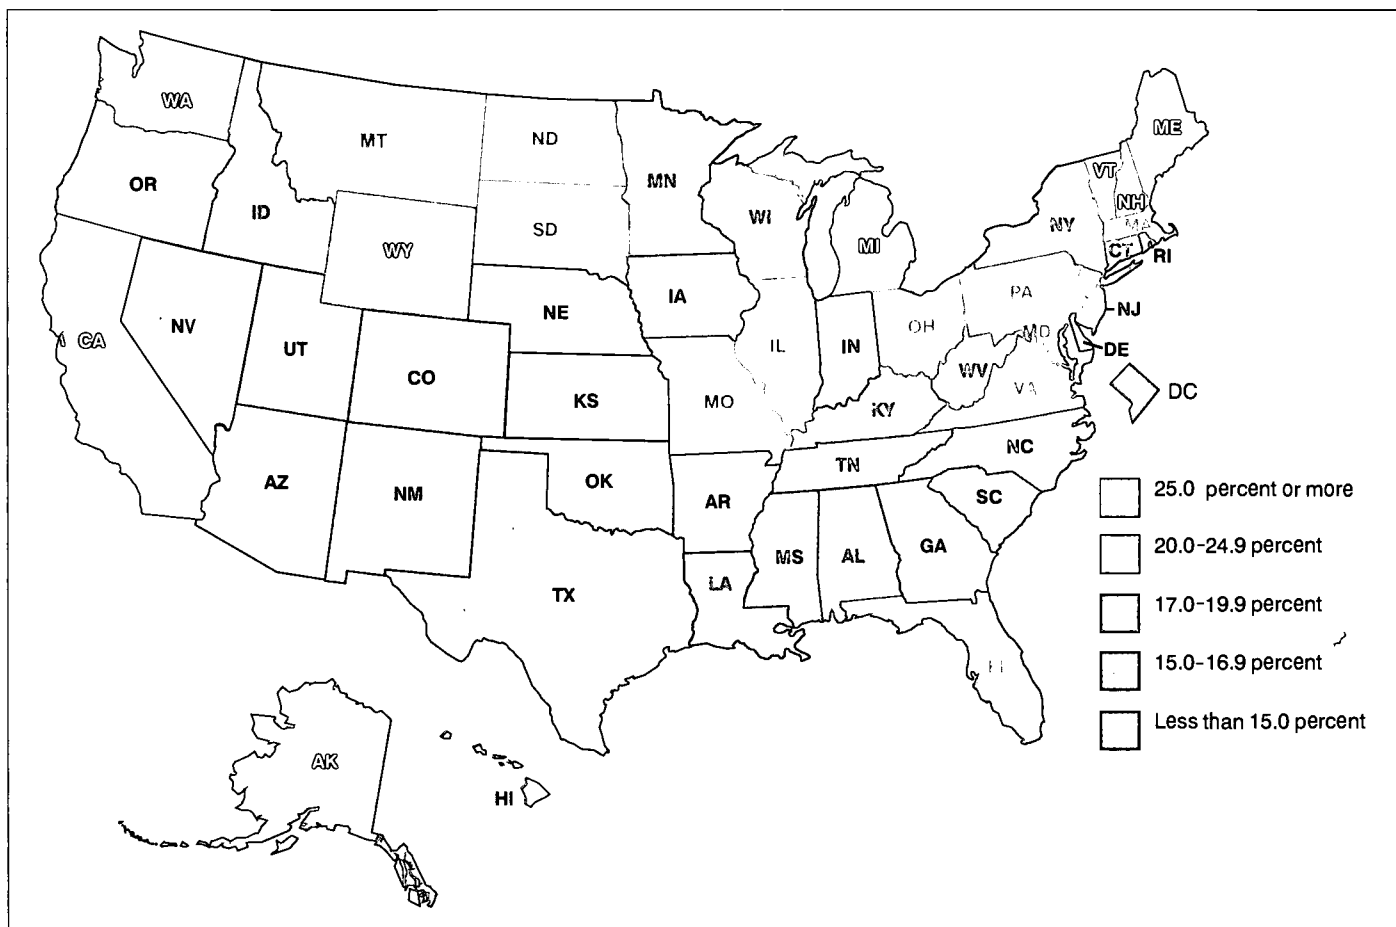 WA
MT
ND
MN
ME
OR
ID
SD
WI
MI
NY
VT
NH
MA
CT
RI
WY
IA
NE
PA
NJ
CA
NV
UT
CO
IL
IN
OH
MD
DE
WV
VA
DC
KS
MO
KY
NC
TN
AZ
NM
OK
AR
SC
MS
AL
GA
LA
TX
AK
HI
25.0 percent or more
20.0-24.9 percent
17.0-19.9 percent
15.0-16.9 percent
Less than 15.0 percent